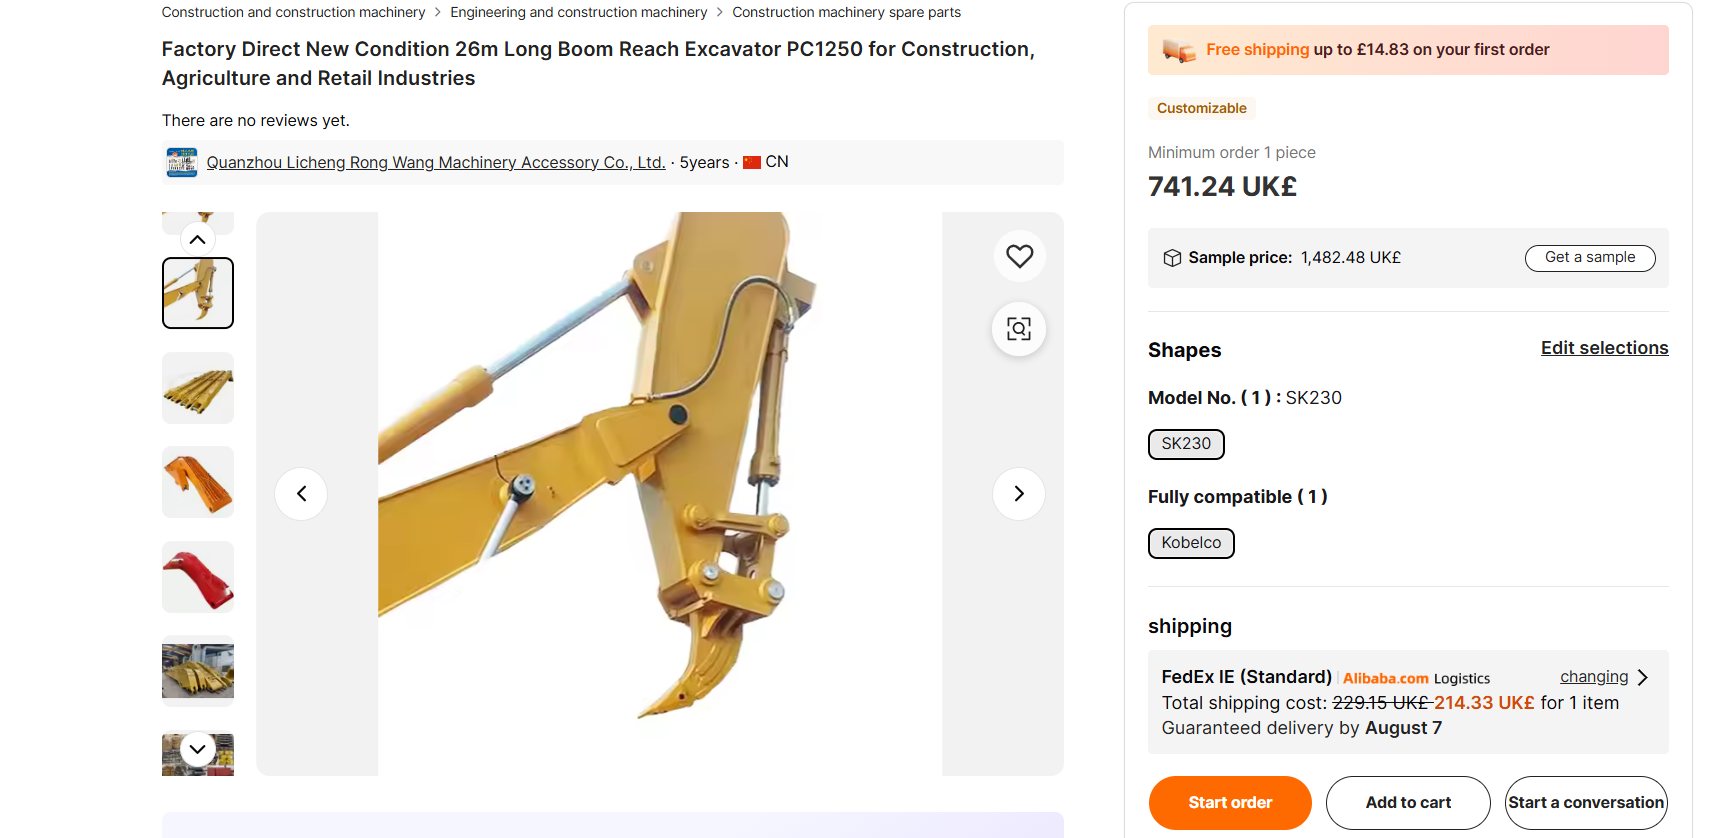 Construction and construction machinery > Engineering and construction machinery > Construction machinery spare parts
Factory Direct New Condition 26m Long Boom Reach Excavator PC1250 for Construction,
Agriculture and Retail Industries
There are no reviews yet.
Quanzhou Licheng Rong Wang Machinery Accessory Co., Ltd. · 5years · CN
Free shipping up to £14.83 on your first order
Customizable
Minimum order 1 piece
741.24 UK£
Sample price: 1,482.48 UK£
Get a sample
Shapes
Edit selections
Model No. ( 1 ) : SK230
SK230
Fully compatible ( 1 )
Kobelco
shipping
FedEx IE (Standard) | Alibaba.com Logistics
changing
Total shipping cost: 229.15 UK£ 214.33 UK£ for 1 item
Guaranteed delivery by August 7
Start order
Add to cart
Start a conversation